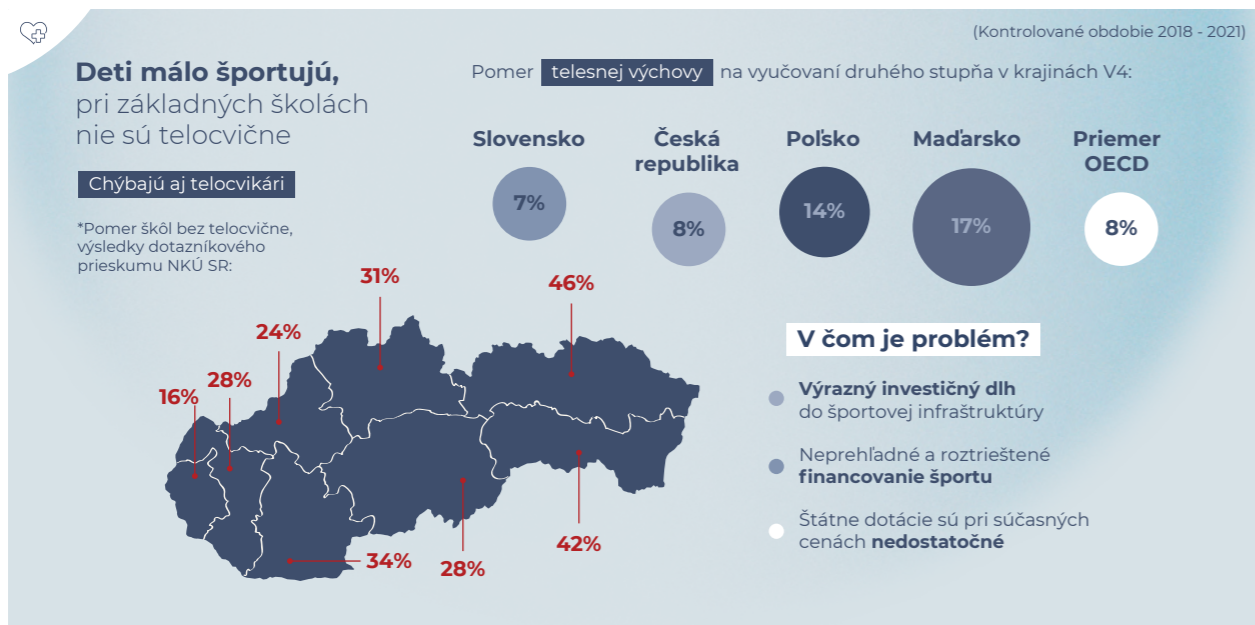 (Kontrolované obdobie 2018 - 2021)
Deti málo športujú,
pri základných školách
nie sú telocvične
Chýbajú aj telocvikári
*Pomer škôl bez telocvične,
výsledky dotazníkového
prieskumu NKÚ SR:
Pomer telesnej výchovy na vyučovaní druhého stupňa v krajinách V4:
Slovensko
7%
Česká
republika
8%
Poľsko
14%
Maďarsko
17%
Priemer
OECD
8%
31%
46%
24%
28%
16%
34%
28%
42%
V čom je problém?
Výrazný investičný dlh
do športovej infraštruktúry
Neprehľadné a roztrieštené
financovanie športu
Štátne dotácie sú pri súčasných
cenách nedostatočné